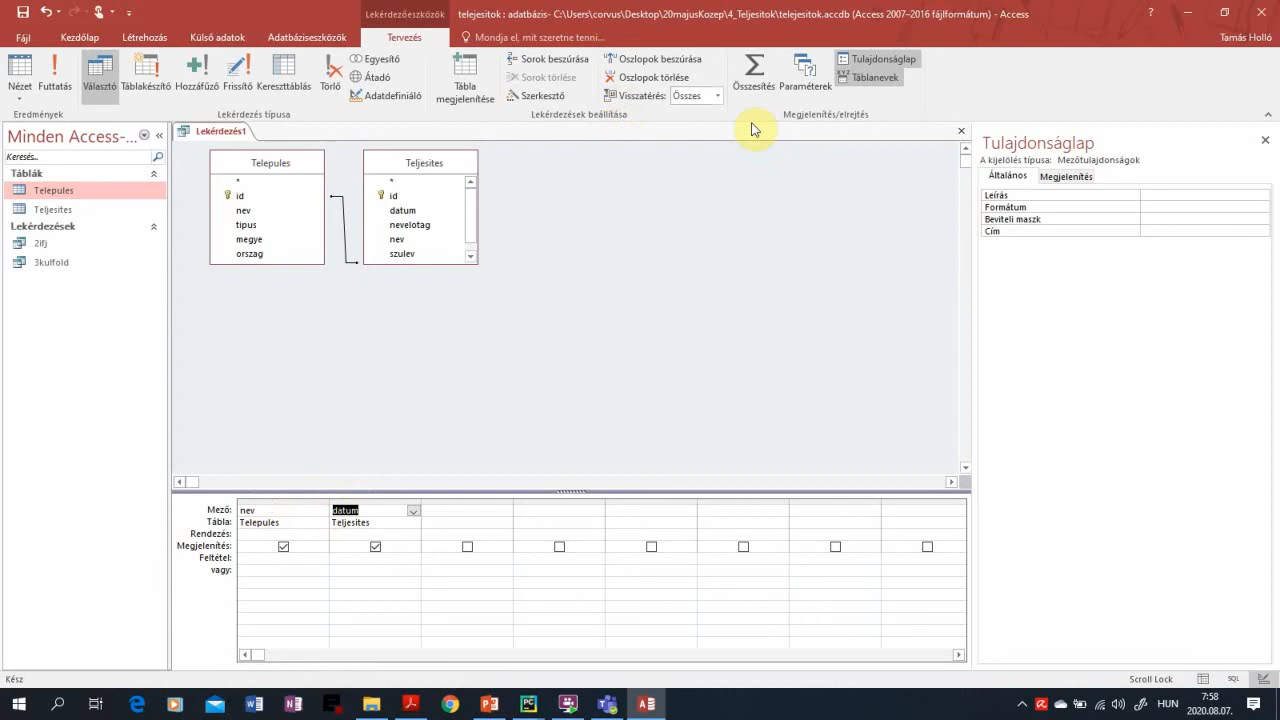 Lekérdezőeszközök
telejesitok : adatbázis- C:\Users\corvus\Desktop\20majusKozep\4_Teljesitok\telejesitok.accdb (Access 2007–2016 fájlformátum) - Access
Fájl Kezdőlap Létrehozás Külső adatok Adatbáziseszközök Tervezés Mondja el, mit szeretne tenni... Tamás Holló
Nézet Futtatás Választó Táblakészítő Hozzáfűző Frissítő Kereszttáblás Törlő
Egyesítő
Átadó
Adatdefiniáló
Tábla megjelenítése
Sorok beszúrása
Sorok törlése
Szerkesztő
Oszlopok beszúrása
Oszlopok törlése
Visszatérés: Összes
Összesítés Paraméterek
Tulajdonságlap
Táblanevek
Eredmények Lekérdezés típusa Lekérdezések beállítása Megjelenítés/elrejtés
Minden Access-...
Keresés...
Táblák
Telepules
Teljesites
Lekérdezések
2ifj
3kulfold
Lekérdezés1
Telepules
*
id
nev
tipus
megye
orszag
Teljesites
*
id
datum
nevelotag
nev
szulev
Mező: nev datum
Tábla: Telepules Teljesites
Rendezés:
Megjelenítés:
Feltétel:
vagy:
Tulajdonságlap
A kijelölés típusa: Mezőtulajdonságok
Általános Megjelenítés
Leírás
Formátum
Beviteli maszk
Cím
Kész Scroll Lock SQL
HUN
7:58
2020.08.07.